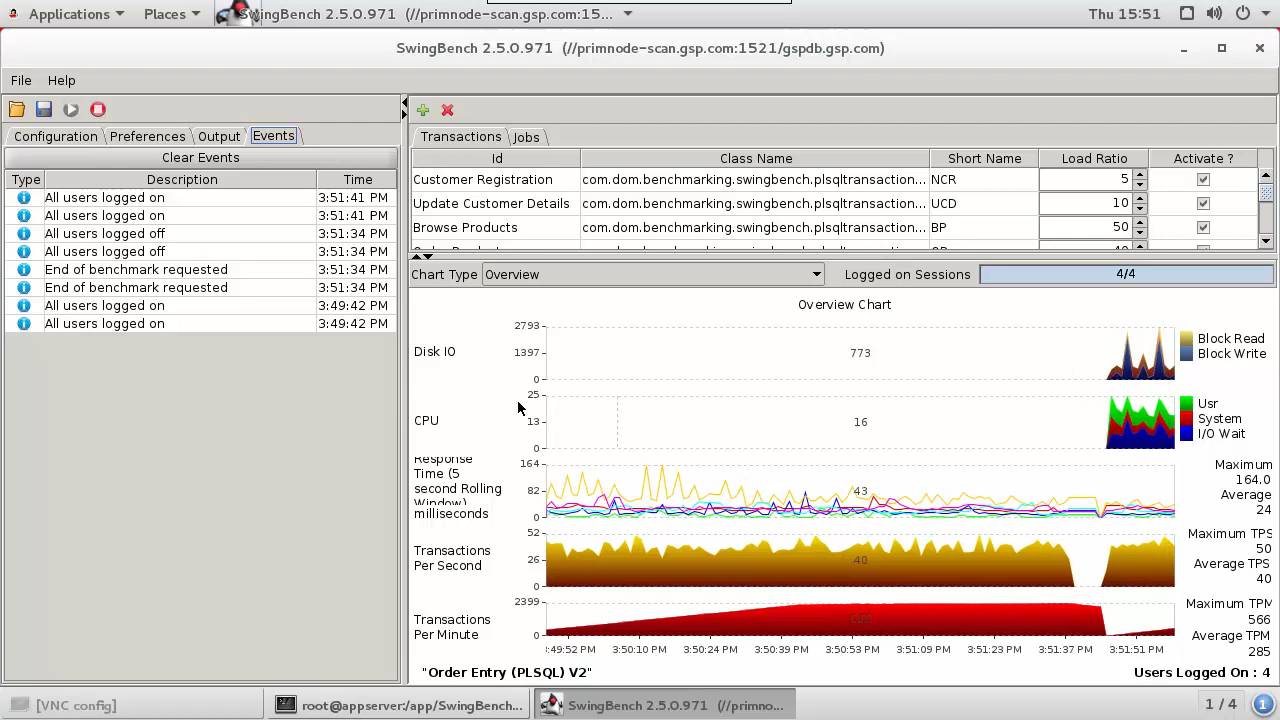 Applications Places SwingBench 2.5.0.971 (//primnode-scan.gsp.com:15... Thu 15:51
SwingBench 2.5.0.971 (//primnode-scan.gsp.com:1521/gspdb.gsp.com)
File Help
Configuration Preferences Output Events
Clear Events
Type Description Time
All users logged on 3:51:41 PM
All users logged on 3:51:41 PM
All users logged off 3:51:34 PM
All users logged off 3:51:34 PM
End of benchmark requested 3:51:34 PM
End of benchmark requested 3:51:34 PM
All users logged on 3:49:42 PM
All users logged on 3:49:42 PM
Transactions Jobs
Id Class Name Short Name Load Ratio Activate ?
Customer Registration com.dom.benchmarking.swingbench.plsqltransaction... NCR 5
Update Customer Details com.dom.benchmarking.swingbench.plsqltransaction... UCD 10
Browse Products com.dom.benchmarking.swingbench.plsqltransaction... BP 50
Chart Type Overview Logged on Sessions 4/4
Overview Chart
Disk IO
2793
1397
0
773
Block Read
Block Write
CPU
25
13
0
16
Usr
System
I/O Wait
Response
Time (5
second Rolling
Window)
milliseconds
164
82
0
43
Maximum
164.0
Average
24
Transactions
Per Second
52
26
0
40
Maximum TPS
50
Average TPS
40
Transactions
Per Minute
2399
0
Maximum TPM
566
Average TPM
285
:49:52 PM 3:50:10 PM 3:50:24 PM 3:50:39 PM 3:50:53 PM 3:51:09 PM 3:51:23 PM 3:51:37 PM 3:51:51 PM
"Order Entry (PLSQL) V2" Users Logged On : 4
[VNC config] root@appserver:/app/SwingBench... SwingBench 2.5.0.971 (//primno... 1 / 4 1